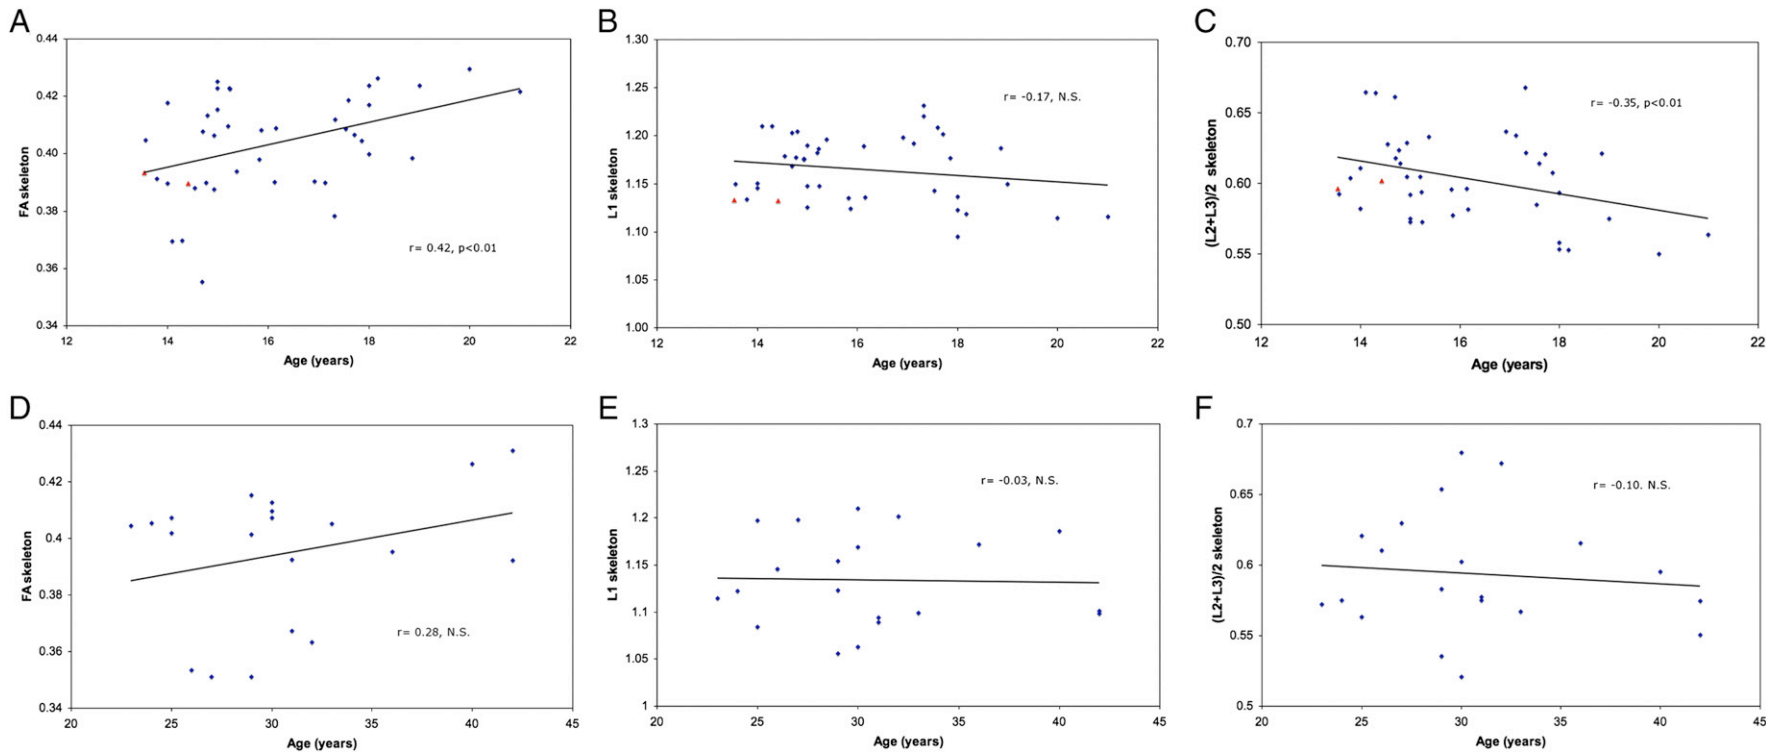 A
0.44
0.42
0.40
0.38
0.36
0.34
FA skeleton
r= 0.42, p<0.01
12 14 16 18 20 22
Age (years)
B
1.30
1.25
1.20
1.15
1.10
1.05
1.00
L1 skeleton
r= -0.17, N.S.
12 14 16 18 20 22
Age (years)
C
0.70
0.65
0.60
0.55
0.50
(L2+L3)/2 skeleton
r= -0.35, p<0.01
12 14 16 18 20 22
Age (years)
D
0.44
0.42
0.4
0.38
0.36
0.34
FA skeleton
r= 0.28, N.S.
20 25 30 35 40 45
Age (years)
E
1.3
1.25
1.2
1.15
1.1
1.05
1
L1 skeleton
r= -0.03, N.S.
20 25 30 35 40 45
Age (years)
F
0.7
0.65
0.6
0.55
0.5
(L2+L3)/2 skeleton
r= -0.10. N.S.
20 25 30 35 40 45
Age (years)